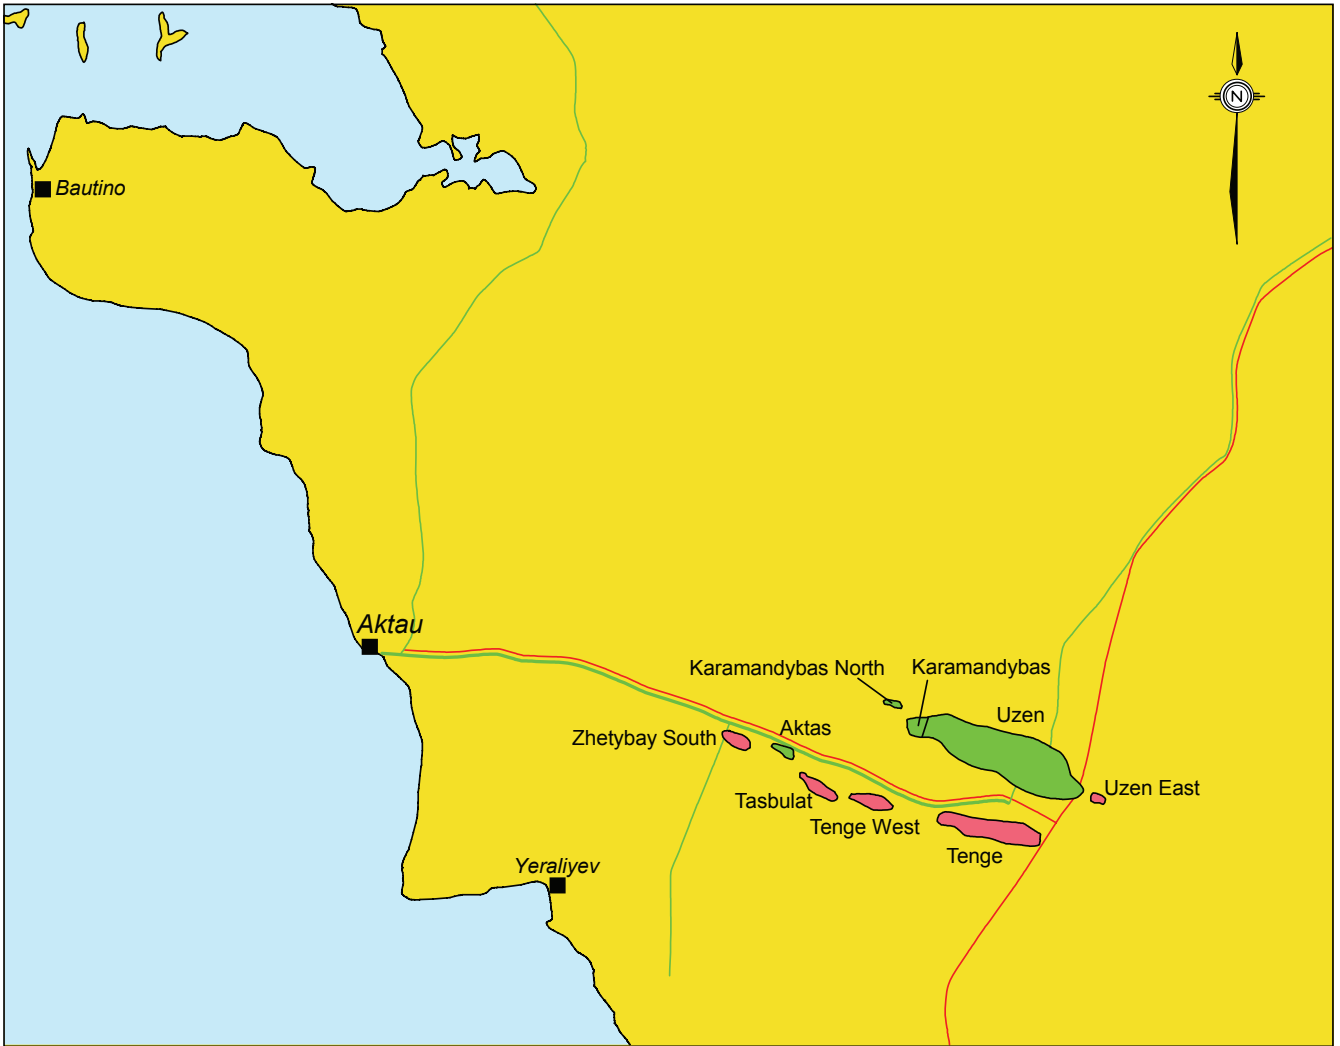 N
Bautino
Aktau
Karamandybas North
Karamandybas
Uzen
Zhetybay South
Aktas
Uzen East
Tasbulat
Tenge West
Tenge
Yeraliyev